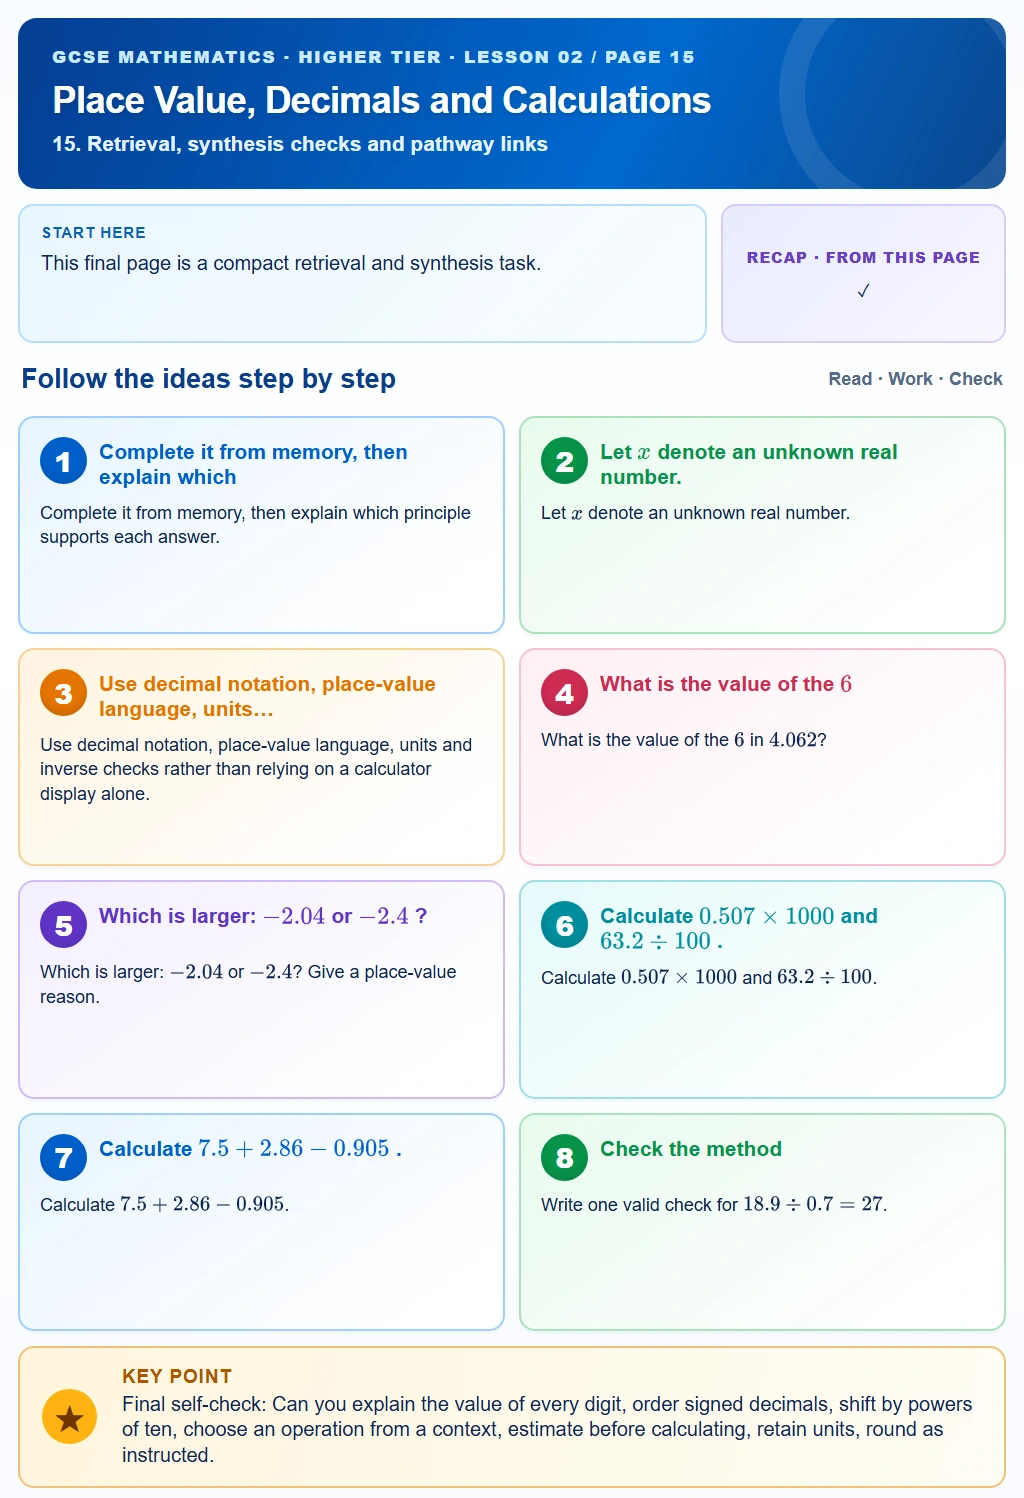 GCSE MATHEMATICS · HIGHER TIER · LESSON 02 / PAGE 15
Place Value, Decimals and Calculations
15. Retrieval, synthesis checks and pathway links
START HERE
This final page is a compact retrieval and synthesis task.
RECAP · FROM THIS PAGE
✓
Follow the ideas step by step
Read · Work · Check
1
Complete it from memory, then
explain which
Complete it from memory, then explain which principle
supports each answer.
2
Let x denote an unknown real
number.
Let x denote an unknown real number.
3
Use decimal notation, place-value
language, units…
Use decimal notation, place-value language, units and
inverse checks rather than relying on a calculator
display alone.
4
What is the value of the 6
What is the value of the 6 in 4.062?
5
Which is larger: −2.04 or −2.4 ?
Which is larger: −2.04 or −2.4? Give a place-value
reason.
6
Calculate 0.507 × 1000 and
63.2 ÷ 100 .
Calculate 0.507 × 1000 and 63.2 ÷ 100.
7
Calculate 7.5 + 2.86 − 0.905 .
Calculate 7.5 + 2.86 − 0.905.
8
Check the method
Write one valid check for 18.9 ÷ 0.7 = 27.
KEY POINT
Final self-check: Can you explain the value of every digit, order signed decimals, shift by powers
of ten, choose an operation from a context, estimate before calculating, retain units, round as
instructed.